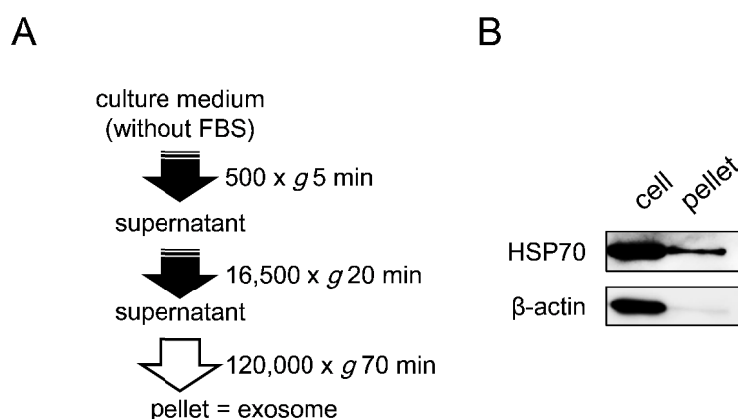 A
culture medium
(without FBS)
500 x g 5 min
supernatant
16,500 x g 20 min
supernatant
120,000 x g 70 min
pellet = exosome
B
cell
pellet
HSP70
β-actin